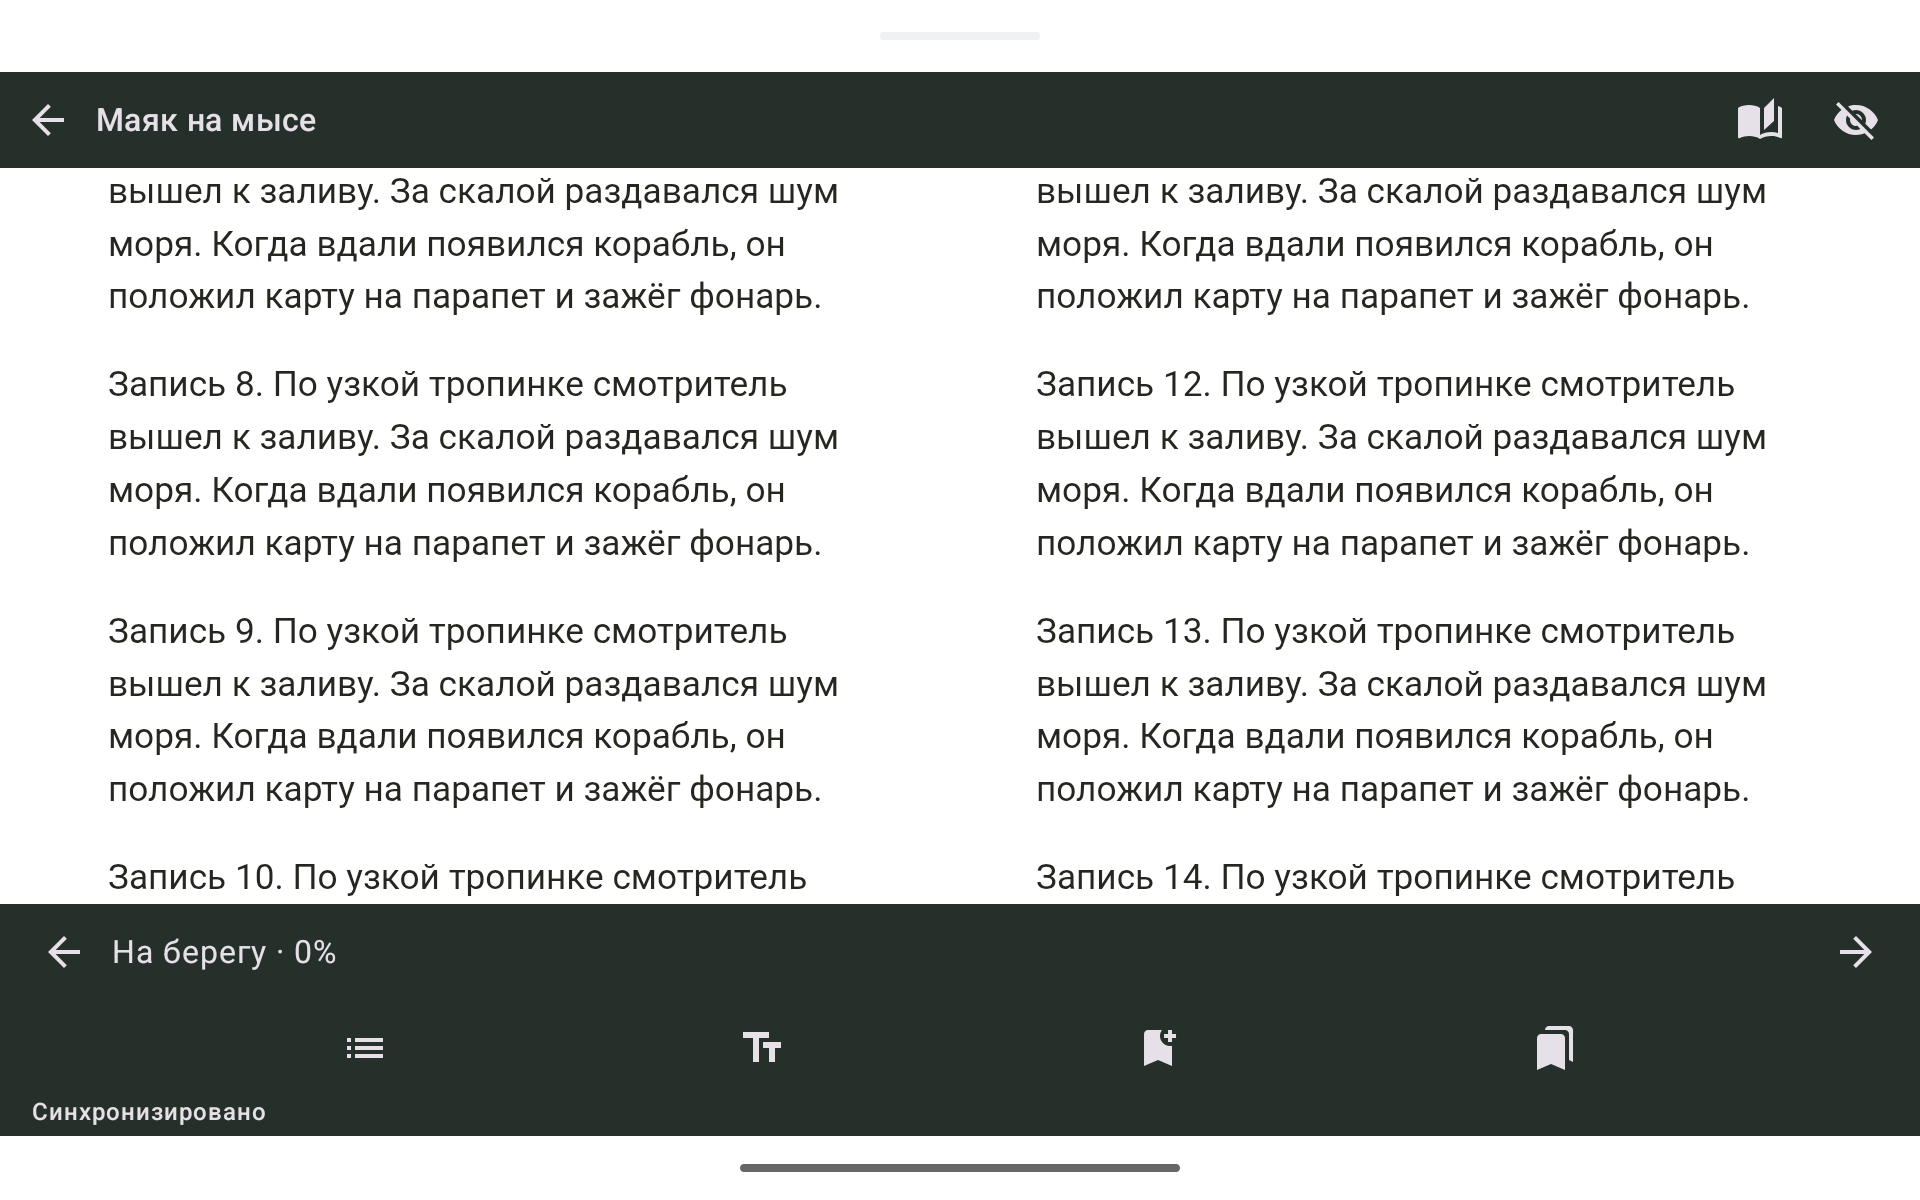 Маяк на мысе
вышел к заливу. За скалой раздавался шум
моря. Когда вдали появился корабль, он
положил карту на парапет и зажёг фонарь.
Запись 8. По узкой тропинке смотритель
вышел к заливу. За скалой раздавался шум
моря. Когда вдали появился корабль, он
положил карту на парапет и зажёг фонарь.
Запись 9. По узкой тропинке смотритель
вышел к заливу. За скалой раздавался шум
моря. Когда вдали появился корабль, он
положил карту на парапет и зажёг фонарь.
Запись 10. По узкой тропинке смотритель
вышел к заливу. За скалой раздавался шум
моря. Когда вдали появился корабль, он
положил карту на парапет и зажёг фонарь.
Запись 12. По узкой тропинке смотритель
вышел к заливу. За скалой раздавался шум
моря. Когда вдали появился корабль, он
положил карту на парапет и зажёг фонарь.
Запись 13. По узкой тропинке смотритель
вышел к заливу. За скалой раздавался шум
моря. Когда вдали появился корабль, он
положил карту на парапет и зажёг фонарь.
Запись 14. По узкой тропинке смотритель
На берегу · 0%
Синхронизировано